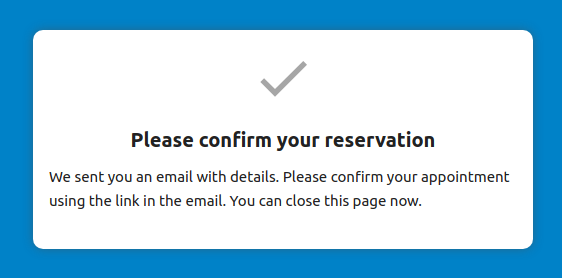 Please confirm your reservation
We sent you an email with details. Please confirm your appointment
using the link in the email. You can close this page now.